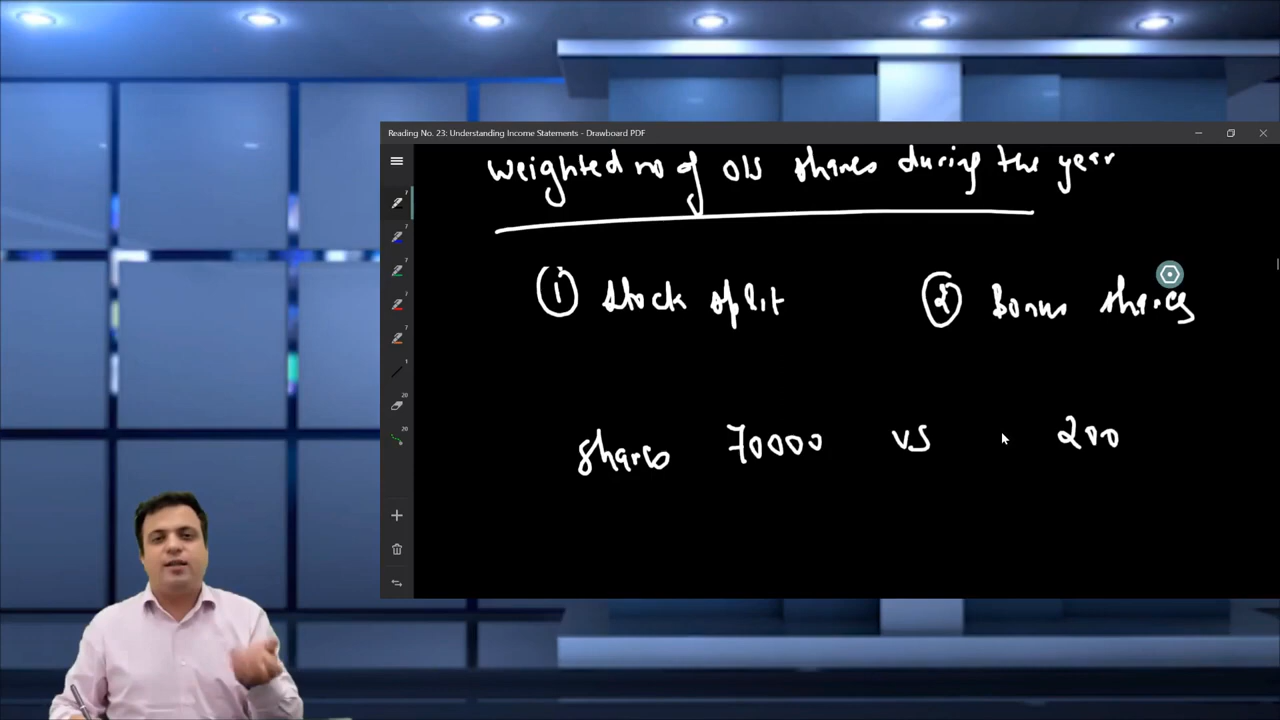 Reading No. 23: Understanding Income Statements - Drawboard PDF
weighted no of O/S shares during the year
① Stock split ② Bonus shares
shares 70000 vs 200